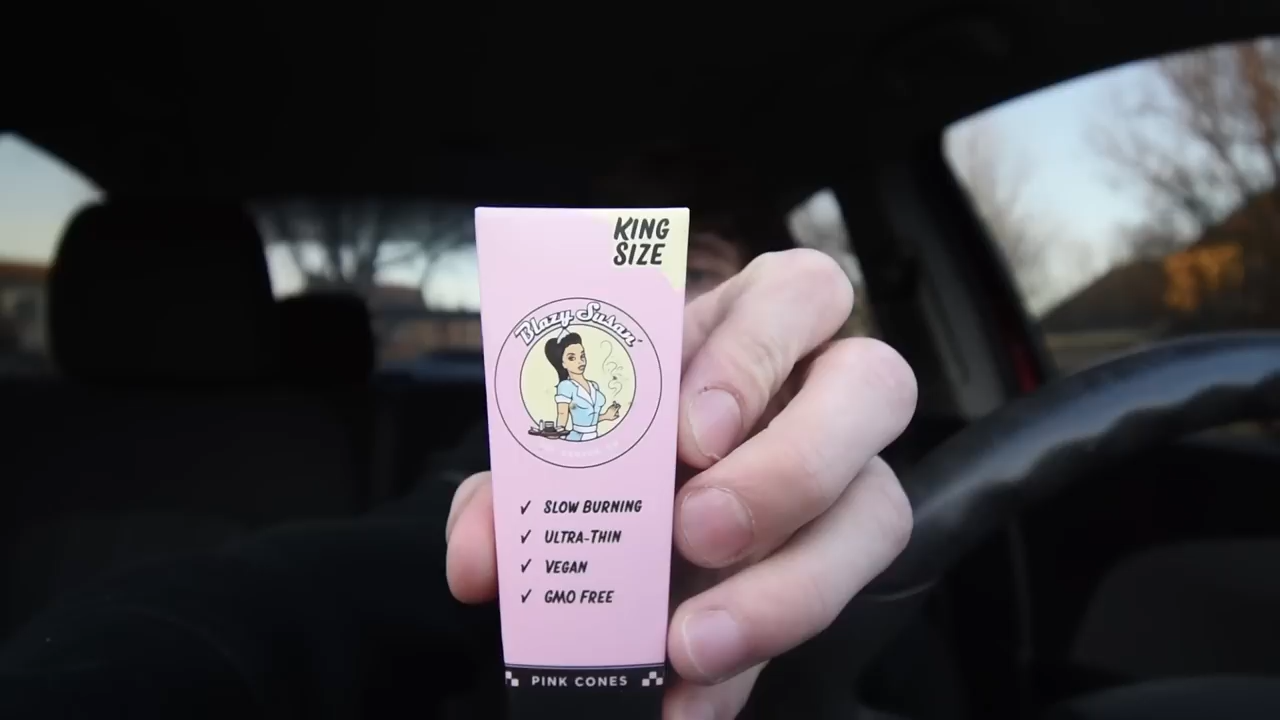 KING
SIZE
Blazy Susan
✓ SLOW BURNING
✓ ULTRA-THIN
✓ VEGAN
✓ GMO FREE
PINK CONES